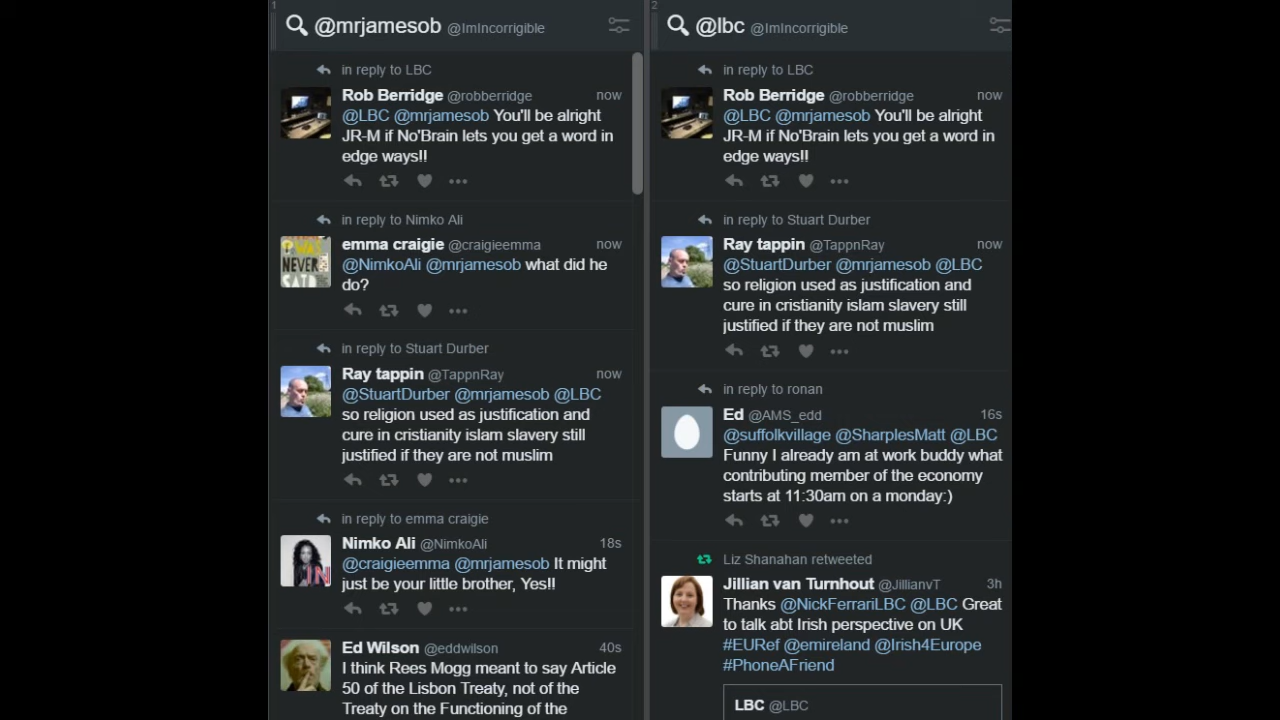 1
@mrjamesob @ImIncorrigible
in reply to LBC
Rob Berridge @robberridge now
@LBC @mrjamesob You'll be alright
JR-M if No'Brain lets you get a word in
edge ways!!
in reply to Nimko Ali
emma craigie @craigieemma now
@NimkoAli @mrjamesob what did he
do?
in reply to Stuart Durber
Ray tappin @TappnRay now
@StuartDurber @mrjamesob @LBC
so religion used as justification and
cure in cristianity islam slavery still
justified if they are not muslim
in reply to emma craigie
Nimko Ali @NimkoAli 18s
@craigieemma @mrjamesob It might
just be your little brother, Yes!!
Ed Wilson @eddwilson 40s
I think Rees Mogg meant to say Article
50 of the Lisbon Treaty, not of the
Treaty on the Functioning of the
2
@lbc @ImIncorrigible
in reply to LBC
Rob Berridge @robberridge now
@LBC @mrjamesob You'll be alright
JR-M if No'Brain lets you get a word in
edge ways!!
in reply to Stuart Durber
Ray tappin @TappnRay now
@StuartDurber @mrjamesob @LBC
so religion used as justification and
cure in cristianity islam slavery still
justified if they are not muslim
in reply to ronan
Ed @AMS_edd 16s
@suffolkvillage @SharplesMatt @LBC
Funny I already am at work buddy what
contributing member of the economy
starts at 11:30am on a monday:)
Liz Shanahan retweeted
Jillian van Turnhout @JillianvT 3h
Thanks @NickFerrariLBC @LBC Great
to talk abt Irish perspective on UK
#EURef @emireland @Irish4Europe
#PhoneAFriend
LBC @LBC